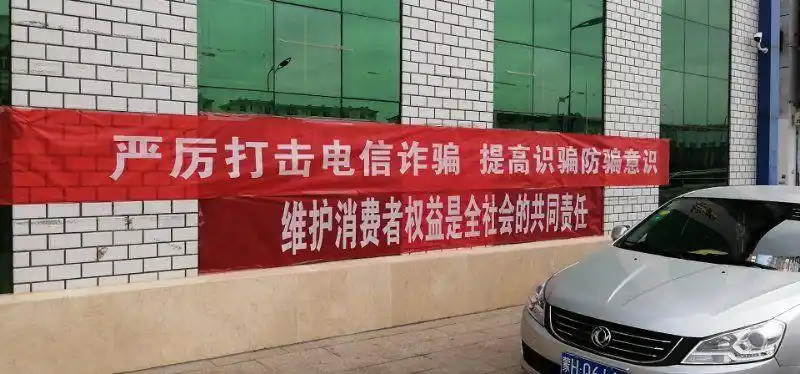 严厉打击电信诈骗 提高识骗防骗意识
维护消费者权益是全社会的共同责任